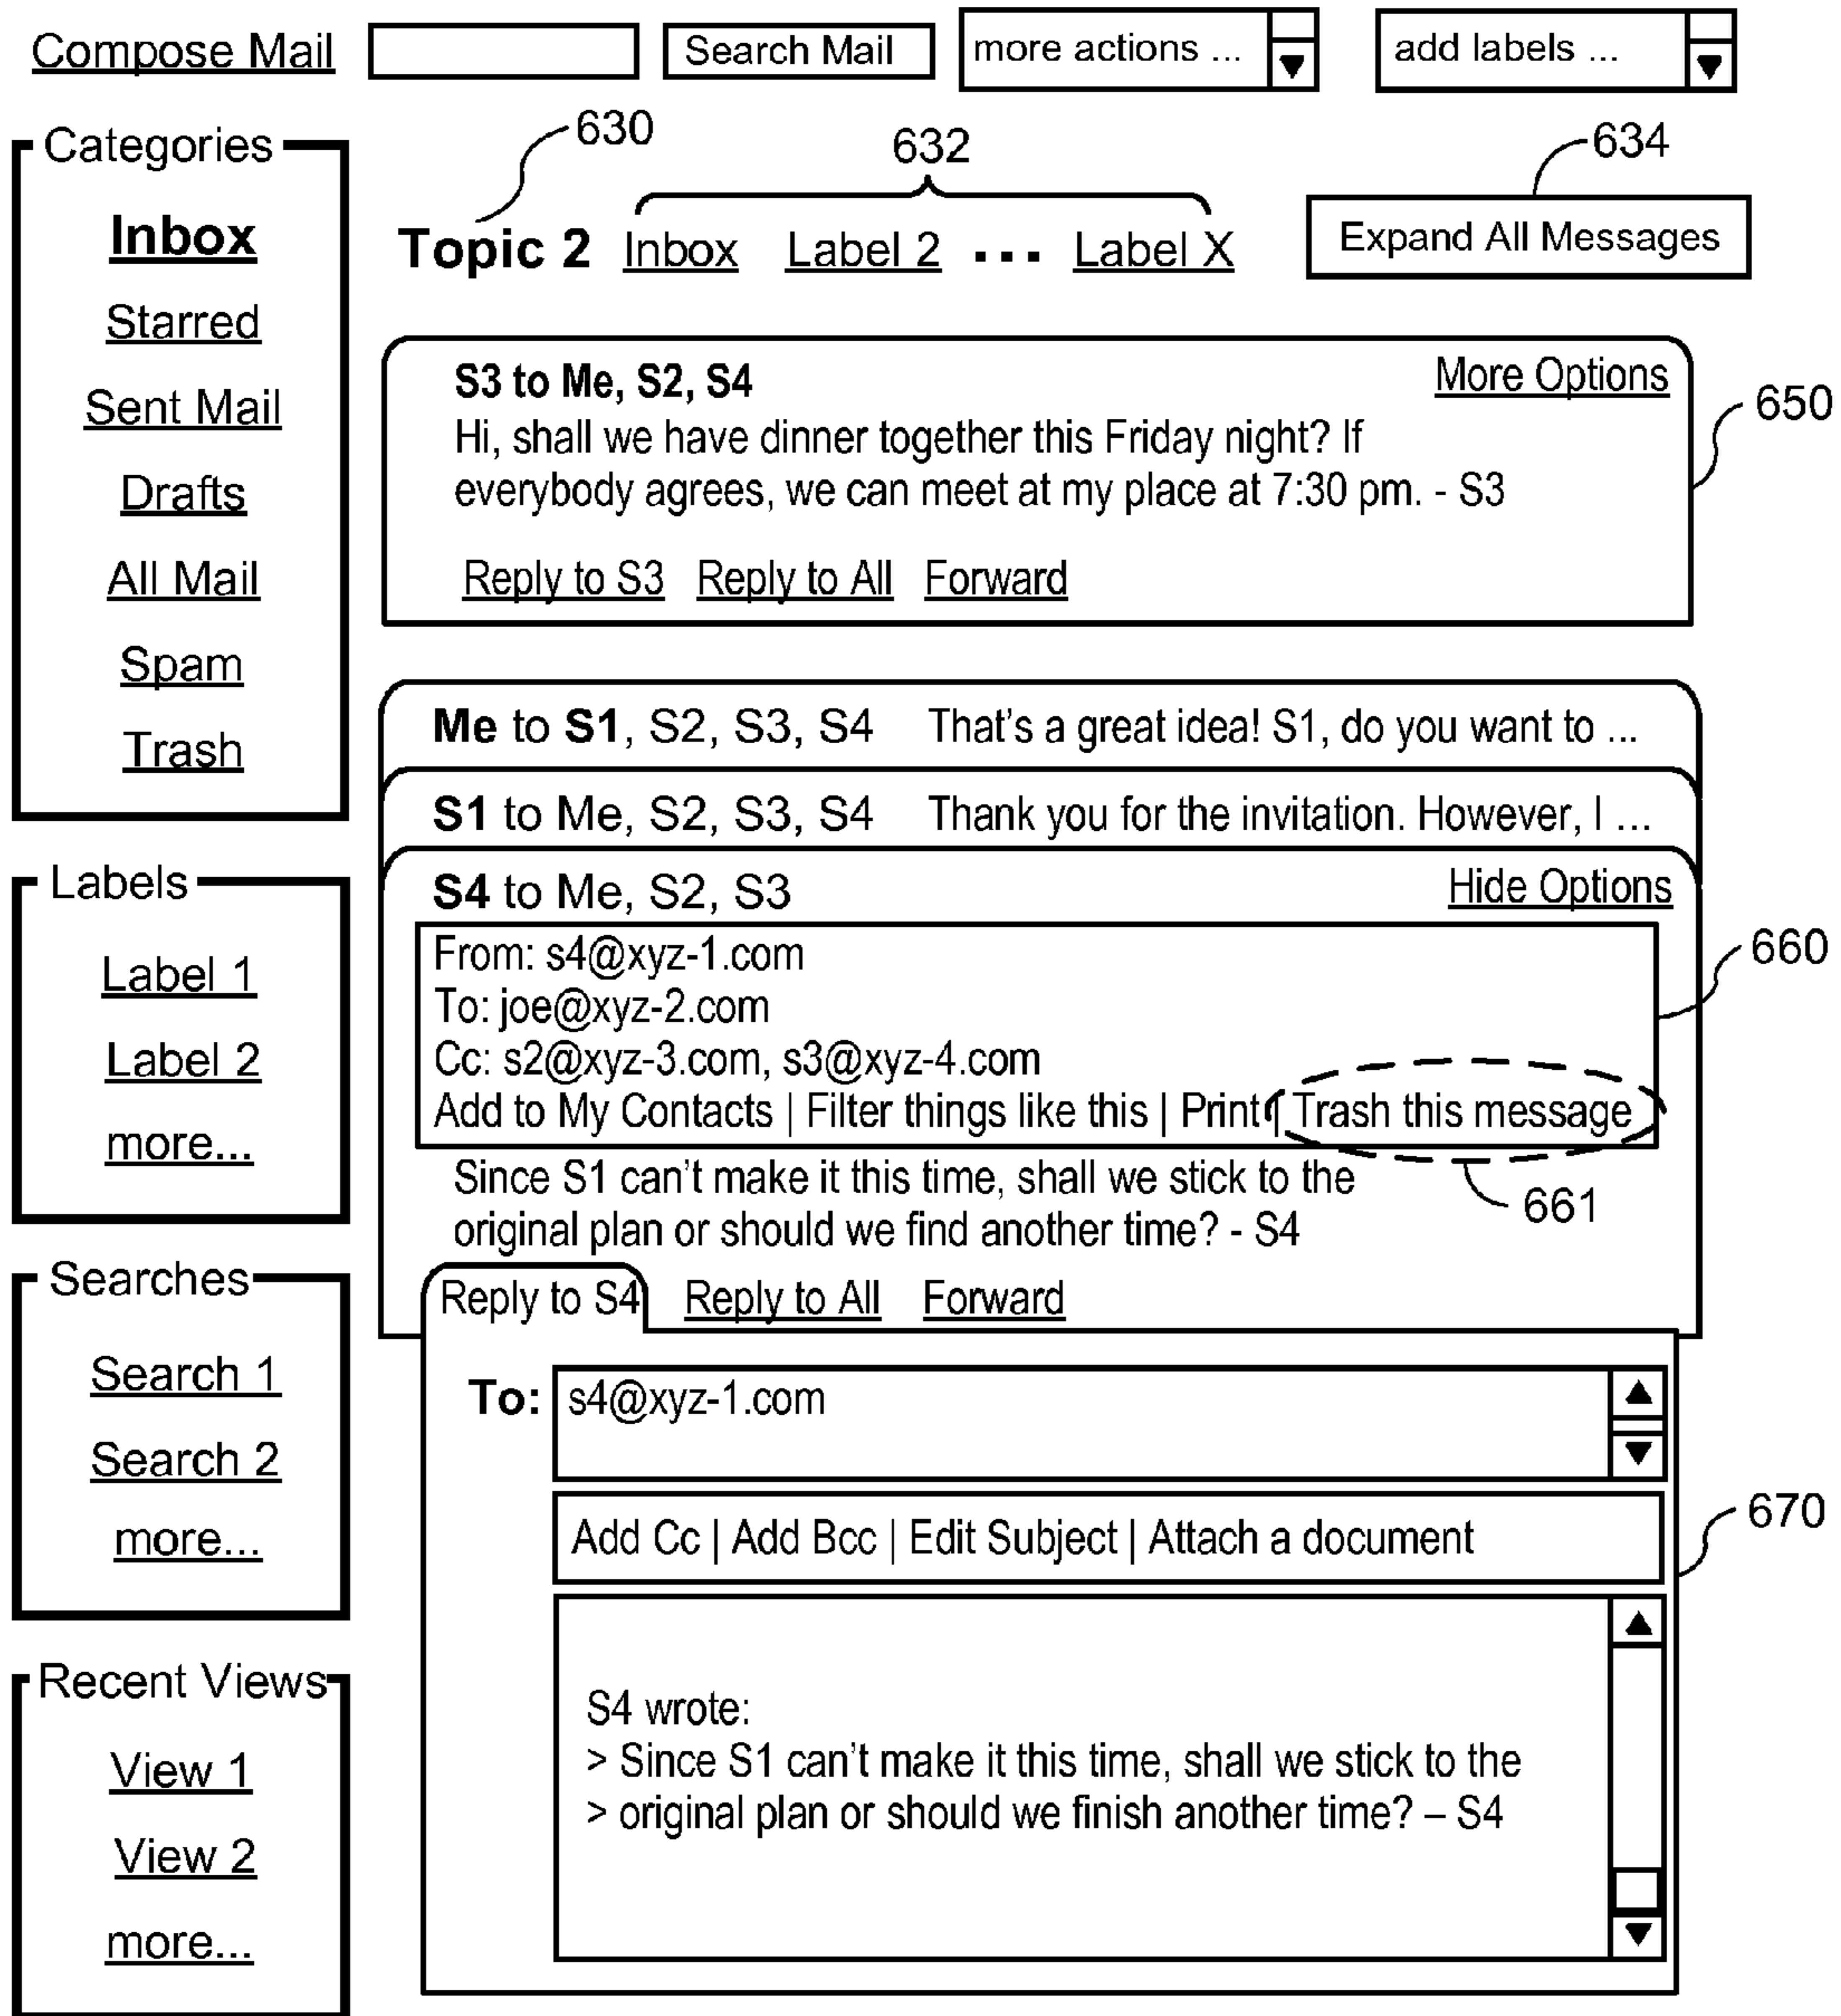 Compose Mail Search Mail more actions ... add labels ...
Categories
Inbox
Starred
Sent Mail
Drafts
All Mail
Spam
Trash
Labels
Label 1
Label 2
more...
Searches
Search 1
Search 2
more...
Recent Views
View 1
View 2
more...
630
632
634
Topic 2 Inbox Label 2 ... Label X Expand All Messages
S3 to Me, S2, S4 More Options
650
Hi, shall we have dinner together this Friday night? If
everybody agrees, we can meet at my place at 7:30 pm. - S3
Reply to S3 Reply to All Forward
Me to S1, S2, S3, S4 That's a great idea! S1, do you want to ...
S1 to Me, S2, S3, S4 Thank you for the invitation. However, I ...
S4 to Me, S2, S3 Hide Options
660
From: s4@xyz-1.com
To: joe@xyz-2.com
Cc: s2@xyz-3.com, s3@xyz-4.com
Add to My Contacts | Filter things like this | Print | Trash this message
661
Since S1 can't make it this time, shall we stick to the
original plan or should we find another time? - S4
Reply to S4 Reply to All Forward
To: s4@xyz-1.com
670
Add Cc | Add Bcc | Edit Subject | Attach a document
S4 wrote:
> Since S1 can't make it this time, shall we stick to the
> original plan or should we finish another time? – S4